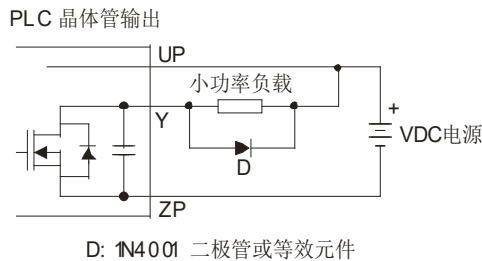 PLC 晶体管输出
UP
小功率负载
Y
+
VDC电源
D
ZP
D: 1N4001 二极管或等效元件